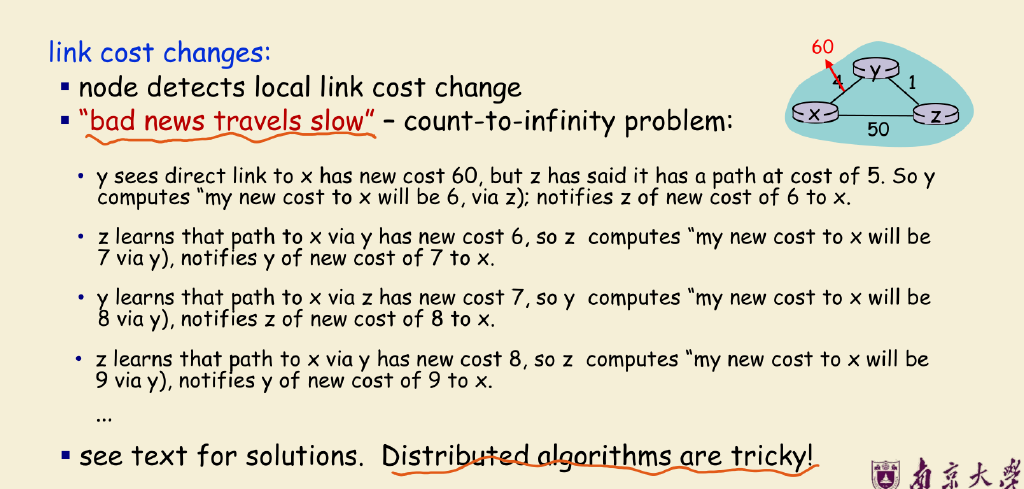 link cost changes:
▪ node detects local link cost change
▪ “bad news travels slow” – count-to-infinity problem:
• y sees direct link to x has new cost 60, but z has said it has a path at cost of 5. So y
computes “my new cost to x will be 6, via z); notifies z of new cost of 6 to x.
• z learns that path to x via y has new cost 6, so z computes “my new cost to x will be
7 via y), notifies y of new cost of 7 to x.
• y learns that path to x via z has new cost 7, so y computes “my new cost to x will be
8 via y), notifies z of new cost of 8 to x.
• z learns that path to x via y has new cost 8, so z computes “my new cost to x will be
9 via y), notifies y of new cost of 9 to x.
...
▪ see text for solutions. Distributed algorithms are tricky!
60
y
4
1
x
z
50
南京大学